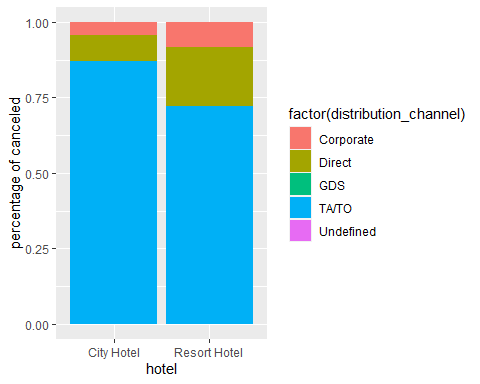 1.00
0.75
0.50
0.25
0.00
percentage of canceled
City Hotel
Resort Hotel
hotel
factor(distribution_channel)
Corporate
Direct
GDS
TA/TO
Undefined